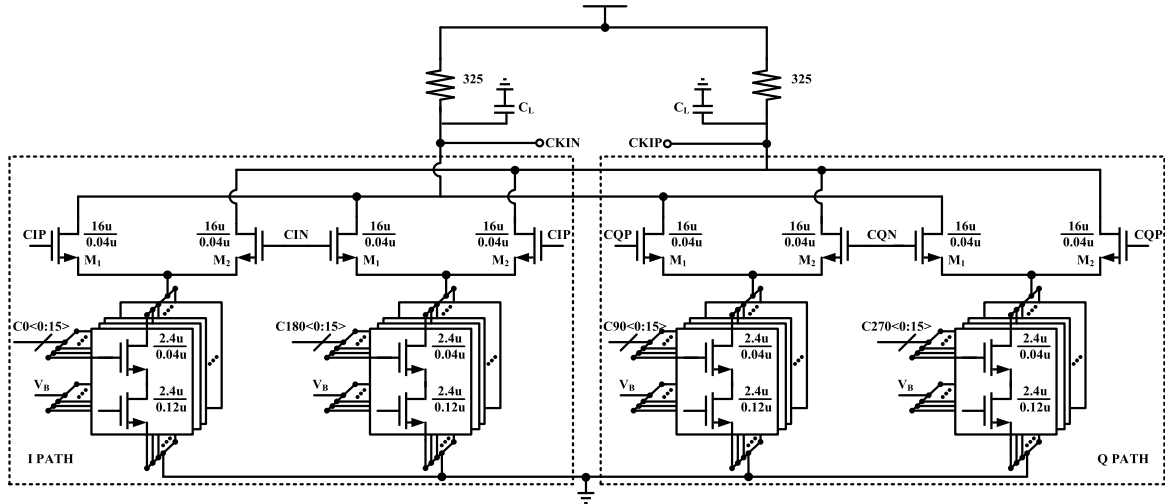 325
325
C_L
C_L
CKIN
CKIP
CIP
16u
0.04u
M1
16u
0.04u
M2
CIN
16u
0.04u
M1
16u
0.04u
M2
CIP
CQP
16u
0.04u
M1
16u
0.04u
M2
CQN
16u
0.04u
M1
16u
0.04u
M2
CQP
C0<0:15>
2.4u
0.04u
VB
2.4u
0.12u
C180<0:15>
2.4u
0.04u
VB
2.4u
0.12u
C90<0:15>
2.4u
0.04u
VB
2.4u
0.12u
C270<0:15>
2.4u
0.04u
VB
2.4u
0.12u
I PATH
Q PATH